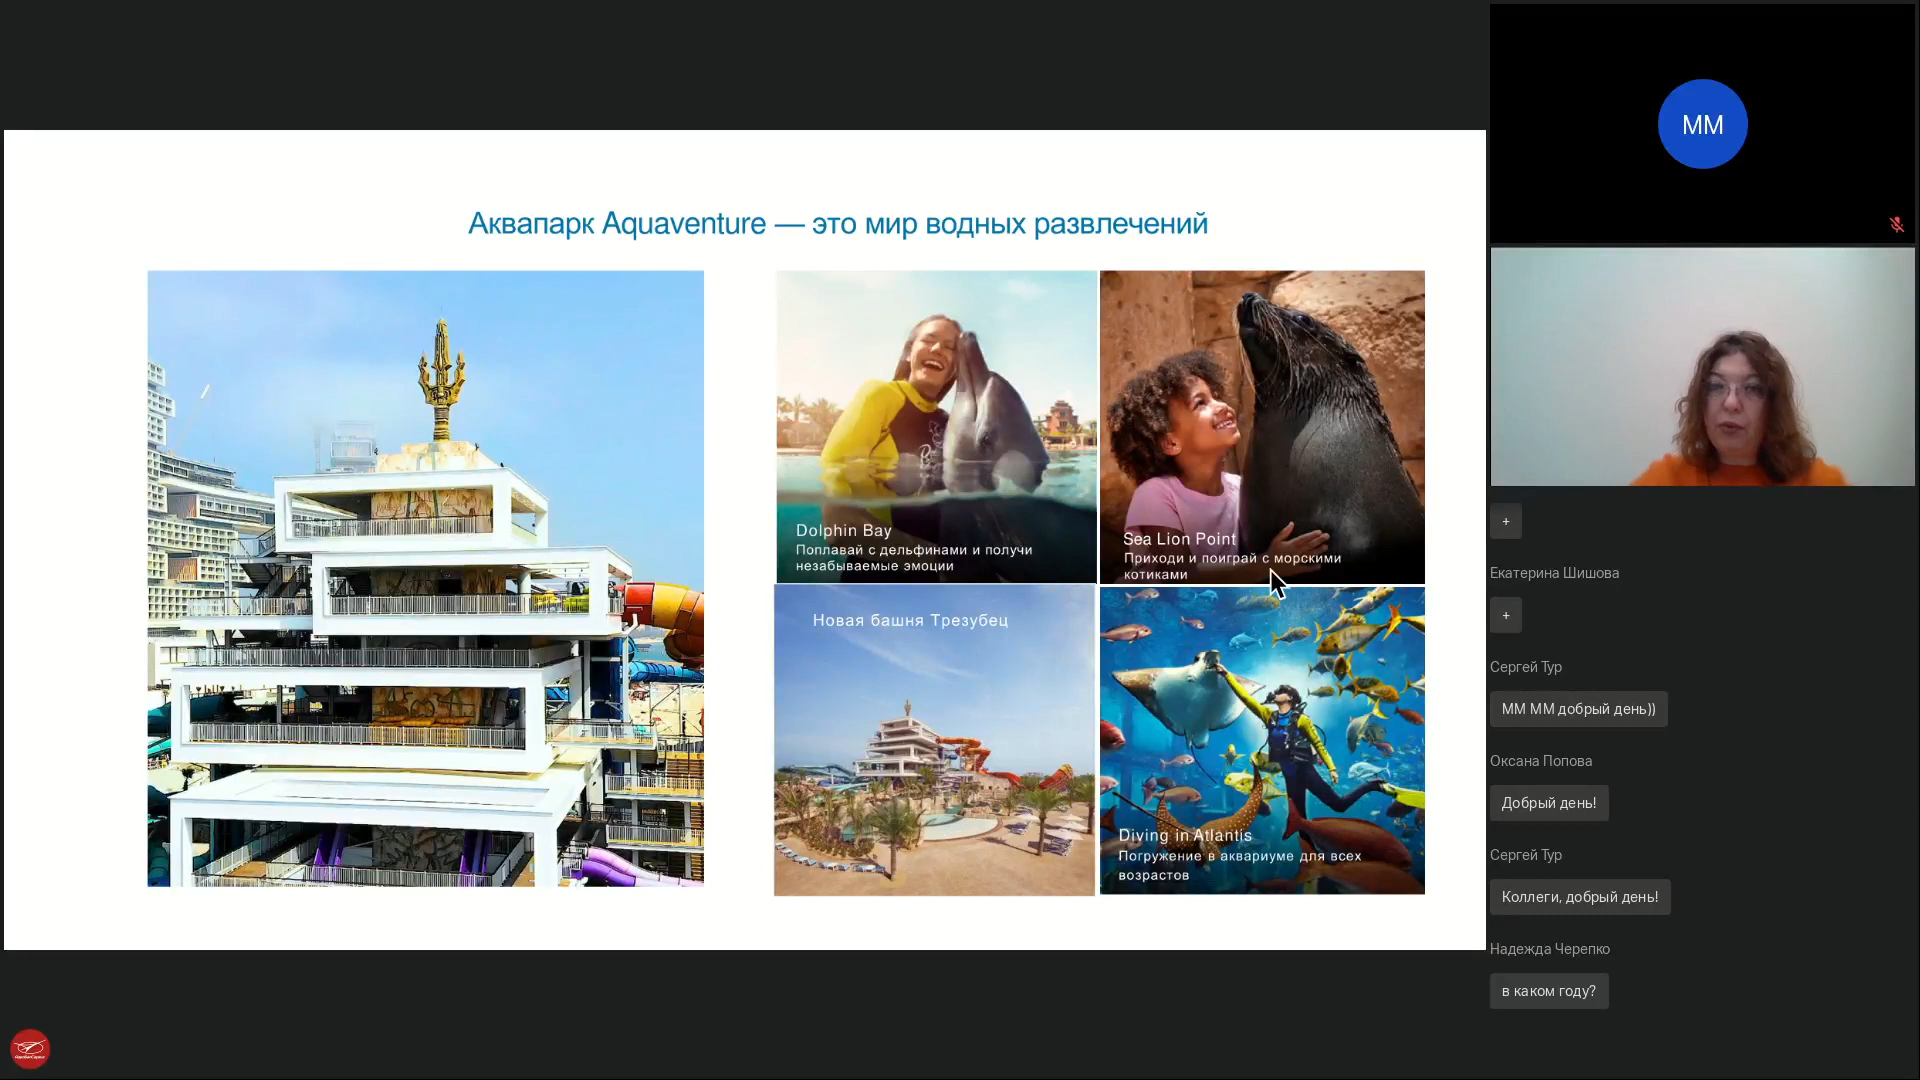 Аквапарк Aquaventure — это мир водных развлечений
Dolphin Bay
Поплавай с дельфинами и получи
незабываемые эмоции
Sea Lion Point
Приходи и поиграй с морскими
котиками
Новая башня Трезубец
Diving in Atlantis
Погружение в аквариуме для всех
возрастов
MM
+
Екатерина Шишова
+
Сергей Тур
ММ ММ добрый день))
Оксана Попова
Добрый день!
Сергей Тур
Коллеги, добрый день!
Надежда Черепко
в каком году?